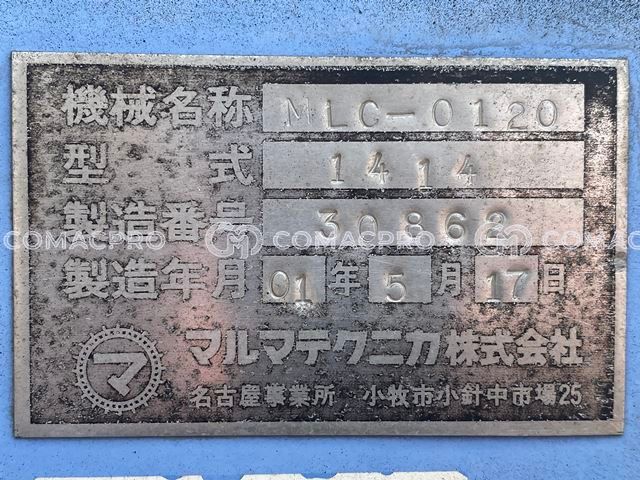 機械名称 MLC-0120
型式 1414
製造番号 30862
COMACPRO COMACPRO COMACPRO
製造年月 01年5月17日
マ マルマテクニカ株式会社
名古屋事業所 小牧市小針中市場25